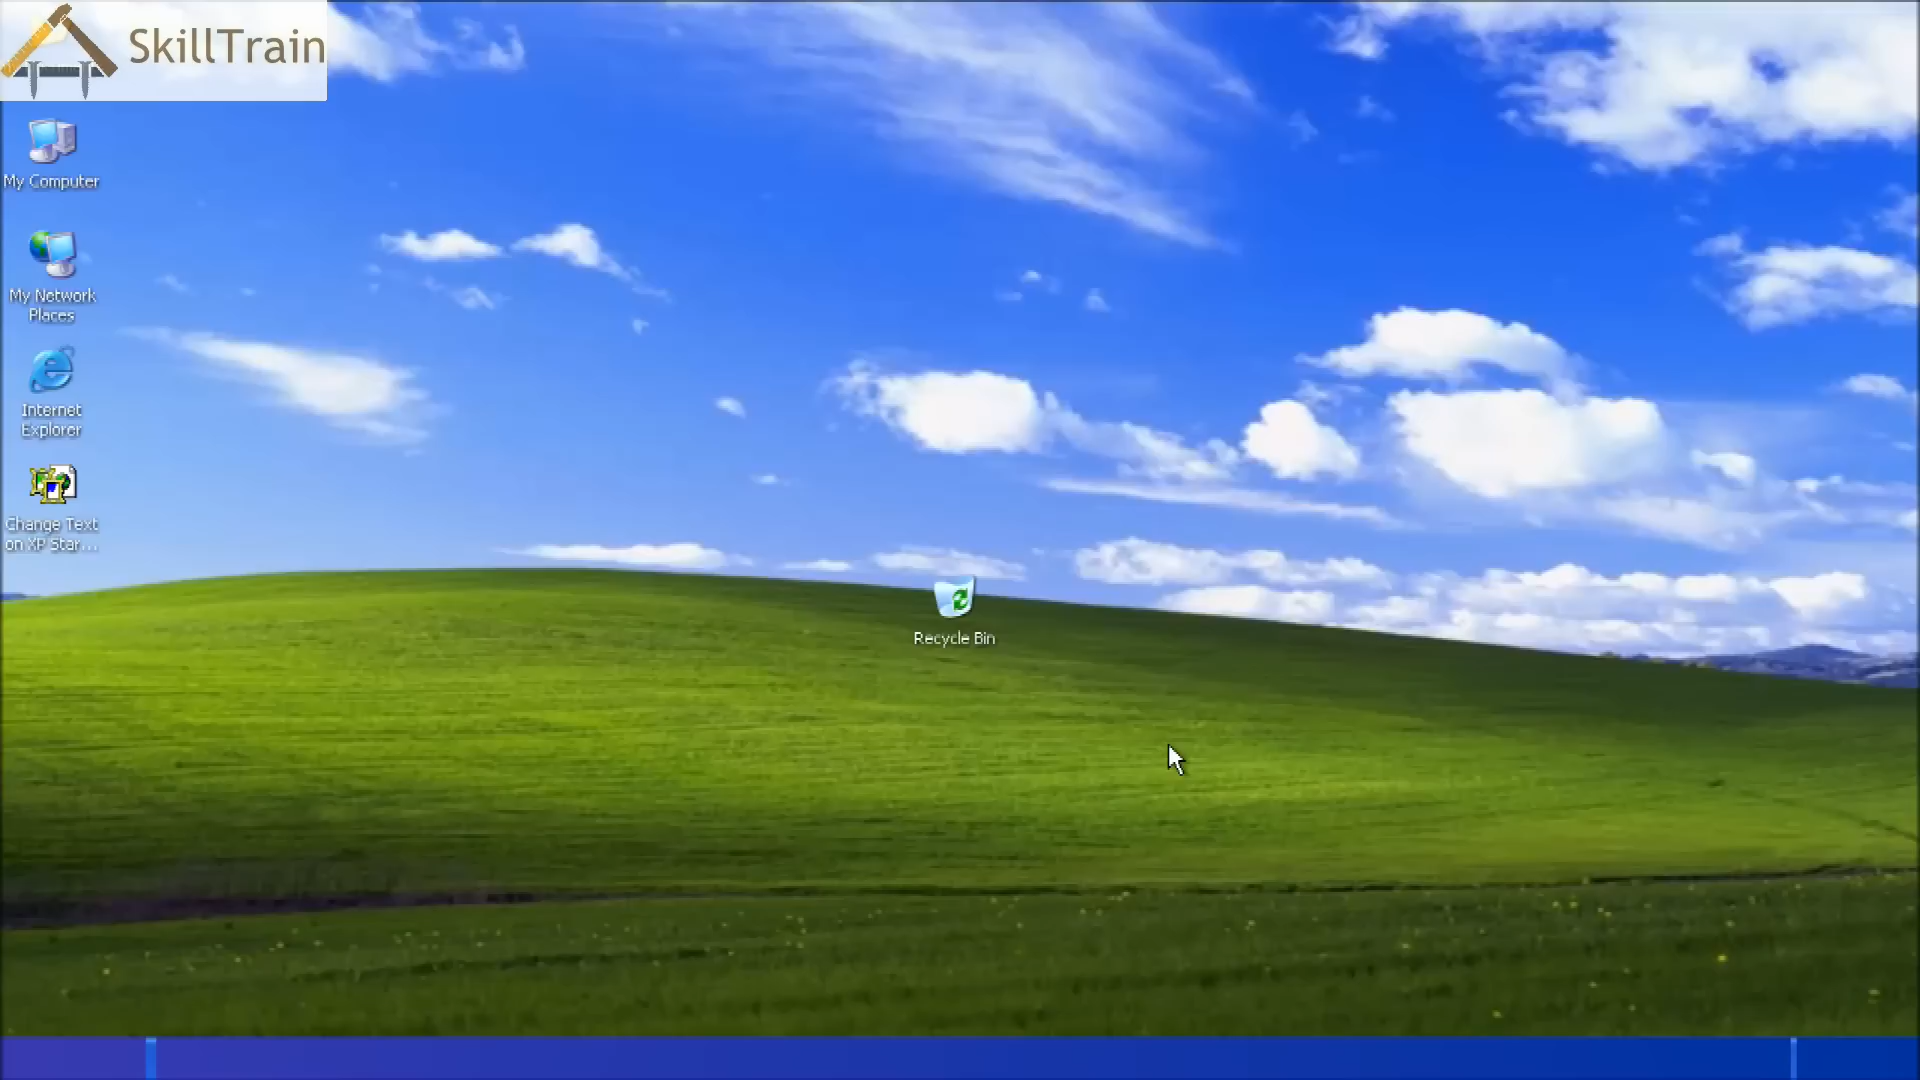 SkillTrain
My Computer
My Network
Places
Internet
Explorer
Change Text
on XP Star...
Recycle Bin